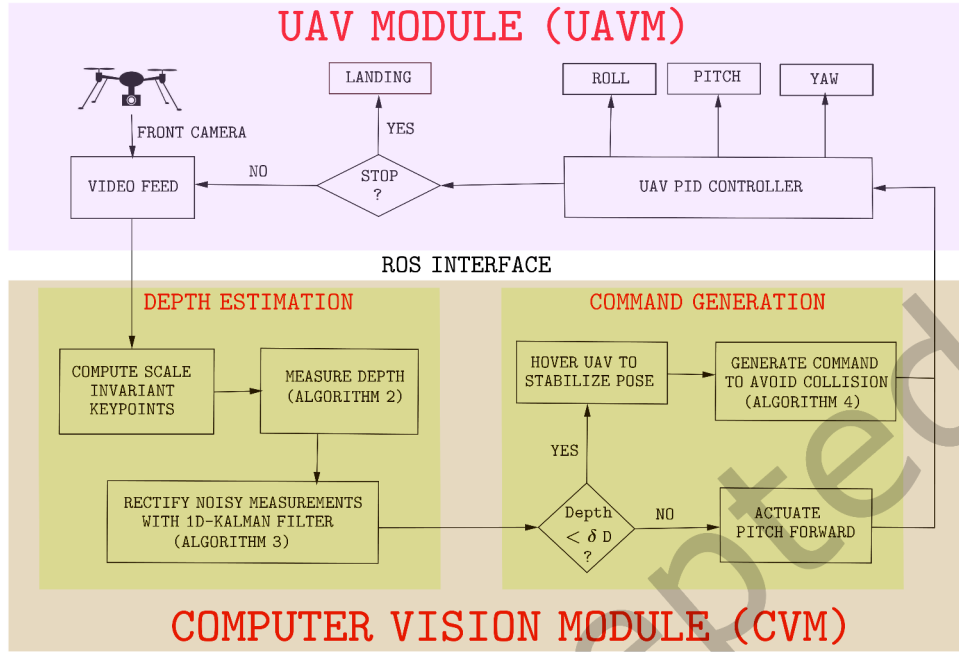 UAV MODULE (UAVM)
LANDING
ROLL
PITCH
YAW
YES
FRONT CAMERA
VIDEO FEED
NO
STOP
?
UAV PID CONTROLLER
ROS INTERFACE
DEPTH ESTIMATION
COMPUTE SCALE
INVARIANT
KEYPOINTS
MEASURE DEPTH
(ALGORITHM 2)
RECTIFY NOISY MEASUREMENTS
WITH 1D-KALMAN FILTER
(ALGORITHM 3)
COMMAND GENERATION
HOVER UAV TO
STABILIZE POSE
GENERATE COMMAND
TO AVOID COLLISION
(ALGORITHM 4)
YES
Depth
< δ D
?
NO
ACTUATE
PITCH FORWARD
COMPUTER VISION MODULE (CVM)
cepted